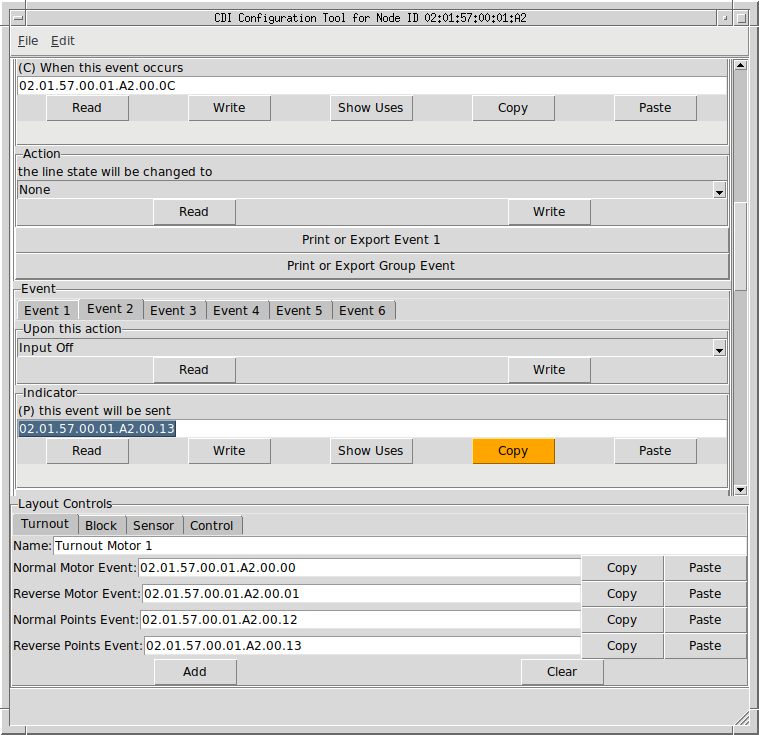 CDI Configuration Tool for Node ID 02:01:57:00:01:A2
File Edit
(C) When this event occurs
02.01.57.00.01.A2.00.0C
Read Write Show Uses Copy Paste
Action
the line state will be changed to
None
Read Write
Print or Export Event 1
Print or Export Group Event
Event
Event 1 Event 2 Event 3 Event 4 Event 5 Event 6
Upon this action
Input Off
Read Write
Indicator
(P) this event will be sent
02.01.57.00.01.A2.00.13
Read Write Show Uses Copy Paste
Layout Controls
Turnout Block Sensor Control
Name: Turnout Motor 1
Normal Motor Event: 02.01.57.00.01.A2.00.00 Copy Paste
Reverse Motor Event: 02.01.57.00.01.A2.00.01 Copy Paste
Normal Points Event: 02.01.57.00.01.A2.00.12 Copy Paste
Reverse Points Event: 02.01.57.00.01.A2.00.13 Copy Paste
Add Clear